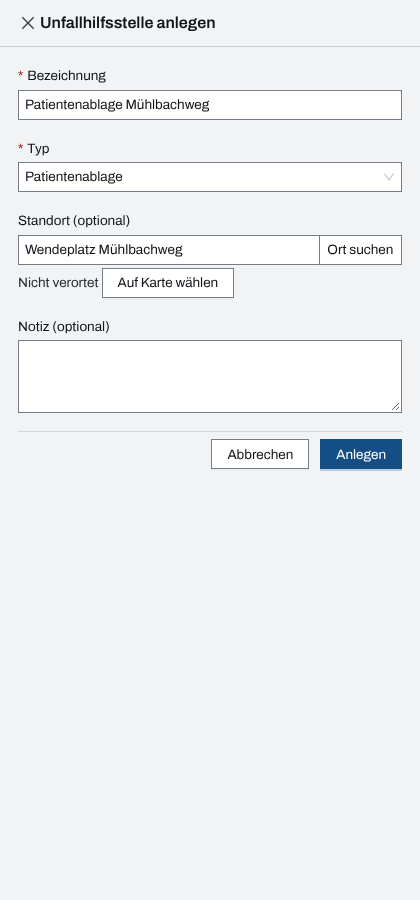 Unfallhilfsstelle anlegen
* Bezeichnung
Patientenablage Mühlbachweg
* Typ
Patientenablage
Standort (optional)
Wendeplatz Mühlbachweg Ort suchen
Nicht verortet Auf Karte wählen
Notiz (optional)
Abbrechen Anlegen